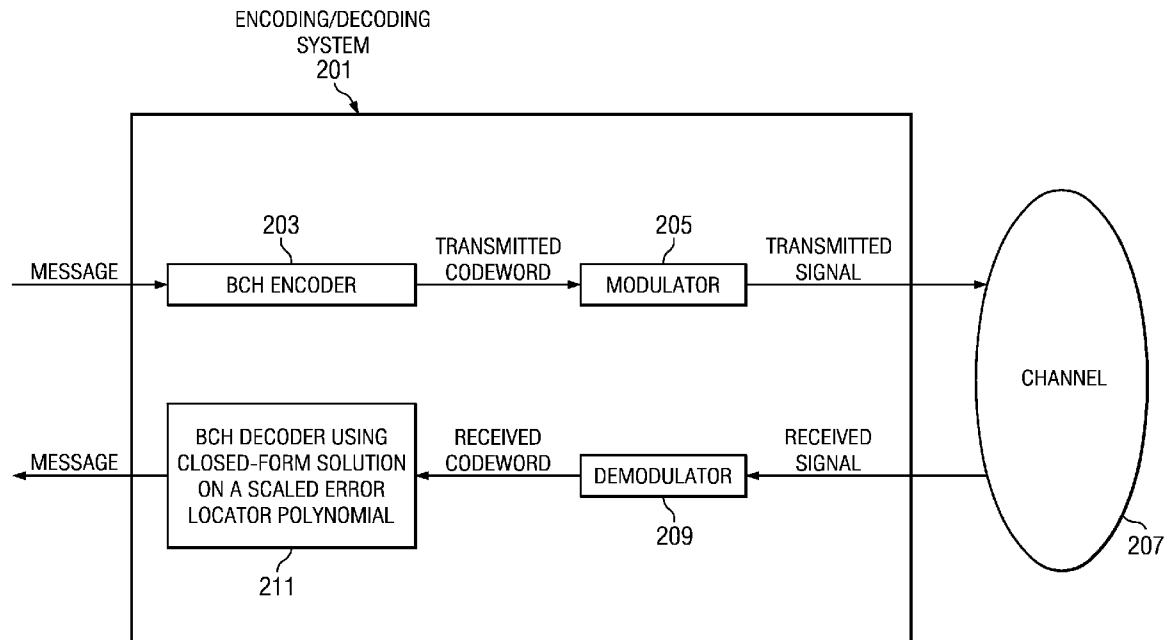 ENCODING/DECODING
SYSTEM
201
203
TRANSMITTED
CODEWORD
205
TRANSMITTED
SIGNAL
MESSAGE
BCH ENCODER
MODULATOR
CHANNEL
MESSAGE
BCH DECODER USING
CLOSED-FORM SOLUTION
ON A SCALED ERROR
LOCATOR POLYNOMIAL
RECEIVED
CODEWORD
DEMODULATOR
RECEIVED
SIGNAL
211
209
207